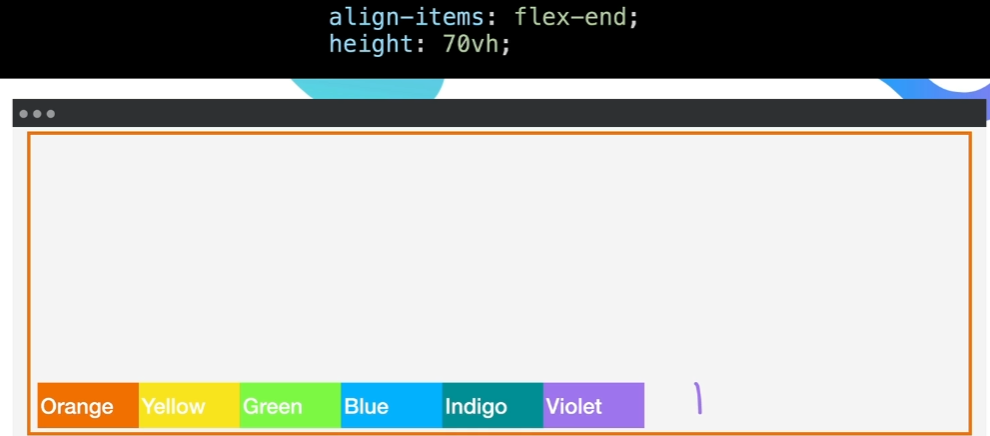 align-items: flex-end;
height: 70vh;
Orange Yellow Green Blue Indigo Violet